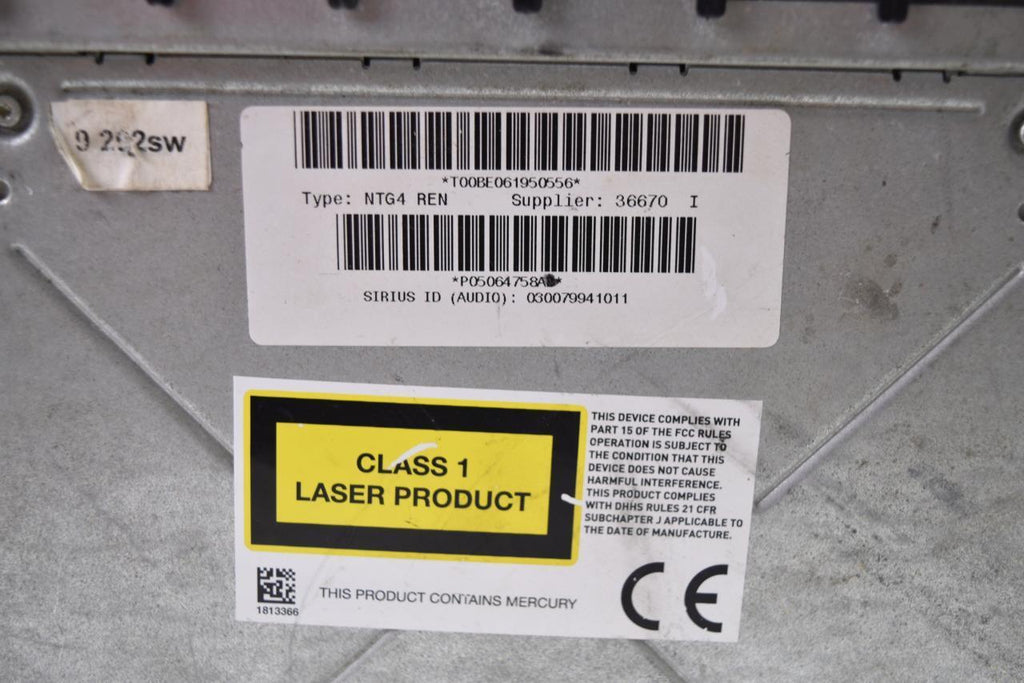 9 292sw
*T00BE061950556*
Type: NTG4 REN Supplier: 36670 I
SIRIUS ID (AUDIO): 030079941011
CLASS 1
LASER PRODUCT
THIS DEVICE COMPLIES WITH
PART 15 OF THE FCC RULES
OPERATION IS SUBJECT TO
THE CONDITION THAT THIS
DEVICE DOES NOT CAUSE
HARMFUL INTERFERENCE.
THIS PRODUCT COMPLIES
WITH DHHS RULES 21 CFR
SUBCHAPTER J APPLICABLE TO
THE DATE OF MANUFACTURE.
1813366
THIS PRODUCT CONTAINS MERCURY
CE